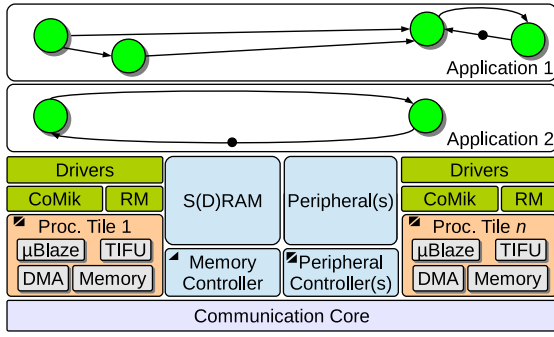 Application 1
Application 2
Drivers
CoMik
RM
Proc. Tile 1
µBlaze
TIFU
DMA
Memory
S(D)RAM
Memory
Controller
Peripheral(s)
Peripheral
Controller(s)
Drivers
CoMik
RM
Proc. Tile n
µBlaze
TIFU
DMA
Memory
Communication Core